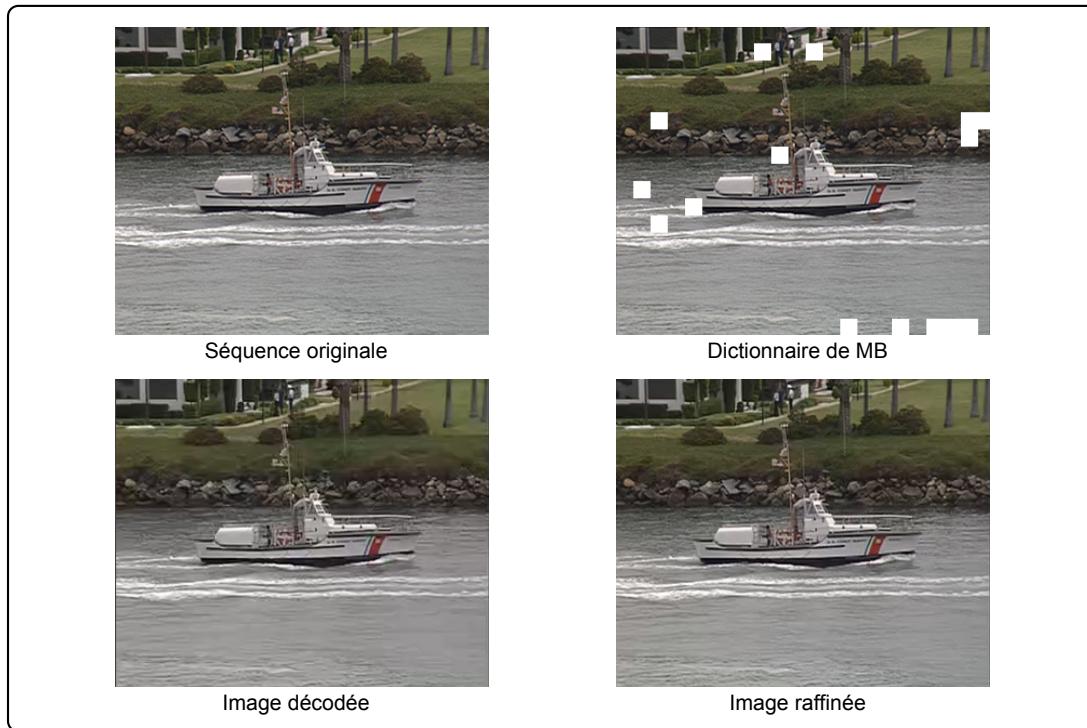 Séquence originale
Dictionnaire de MB
Image décodée
Image raffinée